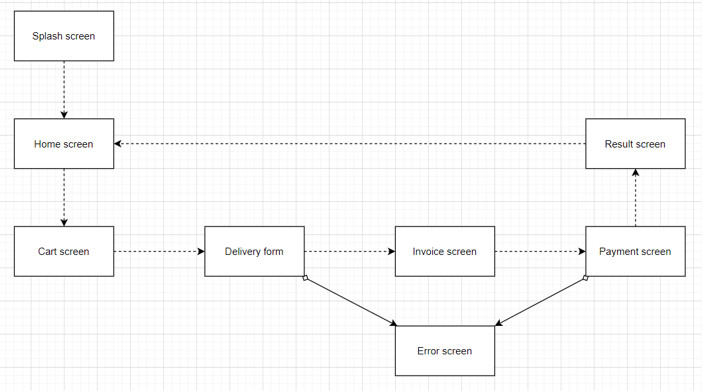 Splash screen
Home screen
Result screen
Cart screen
Delivery form
Invoice screen
Payment screen
Error screen